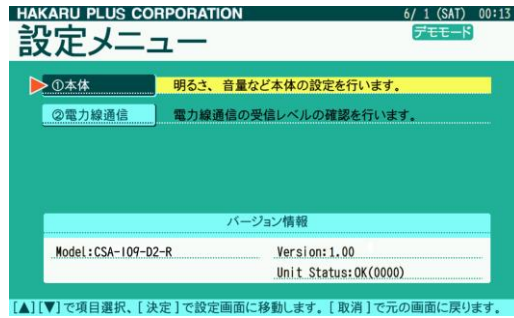 HAKARU PLUS CORPORATION 6/ 1 (SAT) 00:13
設定メニュー デモモード
①本体 明るさ、音量など本体の設定を行います。
②電力線通信 電力線通信の受信レベルの確認を行います。
バージョン情報
Model:CSA-IO9-D2-R Version:1.00
Unit Status:OK(0000)
[▲][▼]で項目選択、[決定]で設定画面に移動します。[取消]で元の画面に戻ります。